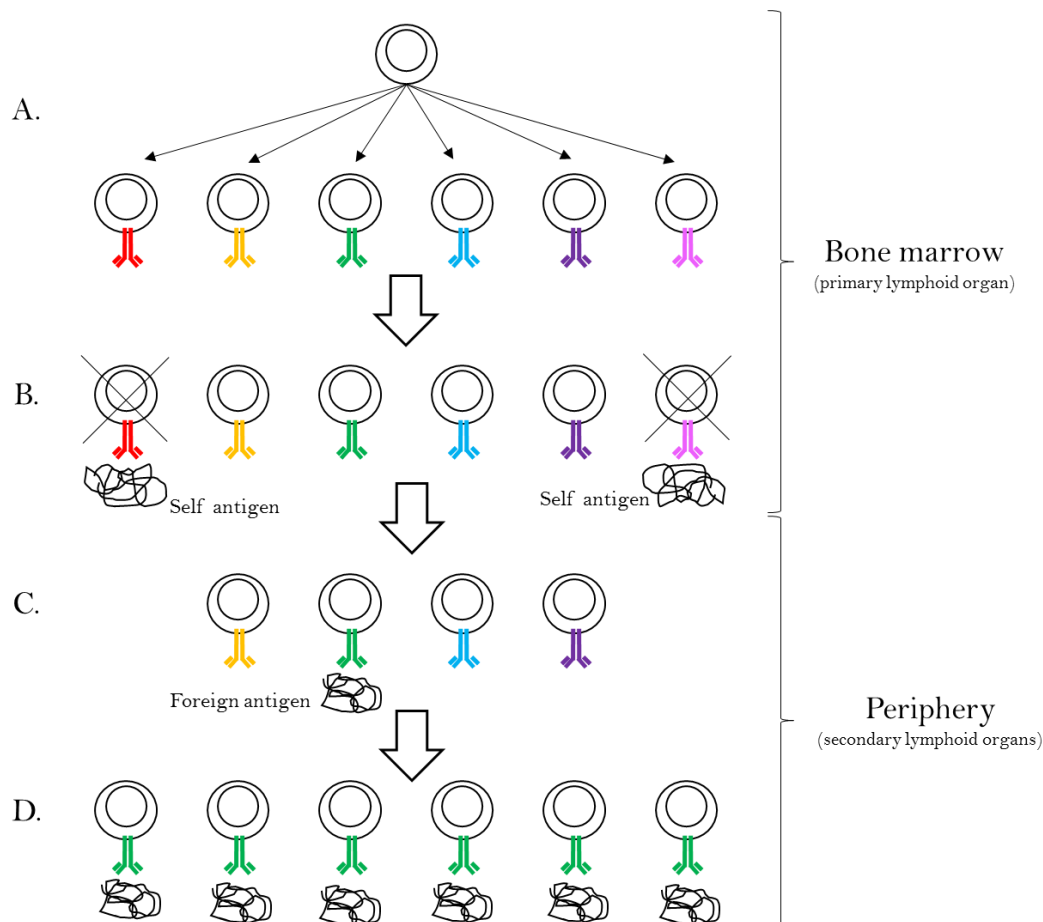 A.
Bone marrow
(primary lymphoid organ)
B.
Self antigen
Self antigen
C.
Foreign antigen
Periphery
(secondary lymphoid organs)
D.